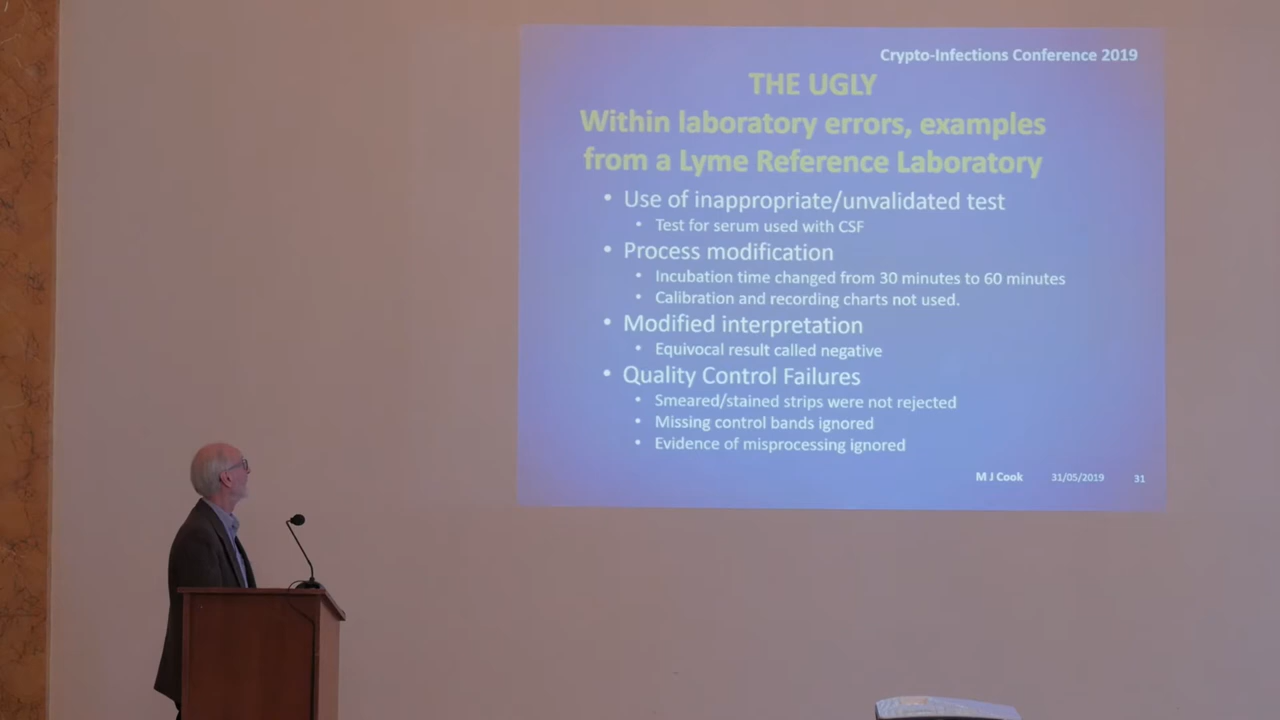 Crypto-Infections Conference 2019
THE UGLY
Within laboratory errors, examples
from a Lyme Reference Laboratory
• Use of inappropriate/unvalidated test
• Test for serum used with CSF
• Process modification
• Incubation time changed from 30 minutes to 60 minutes
• Calibration and recording charts not used.
• Modified interpretation
• Equivocal result called negative
• Quality Control Failures
• Smeared/stained strips were not rejected
• Missing control bands ignored
• Evidence of misprocessing ignored
M J Cook 31/05/2019 31